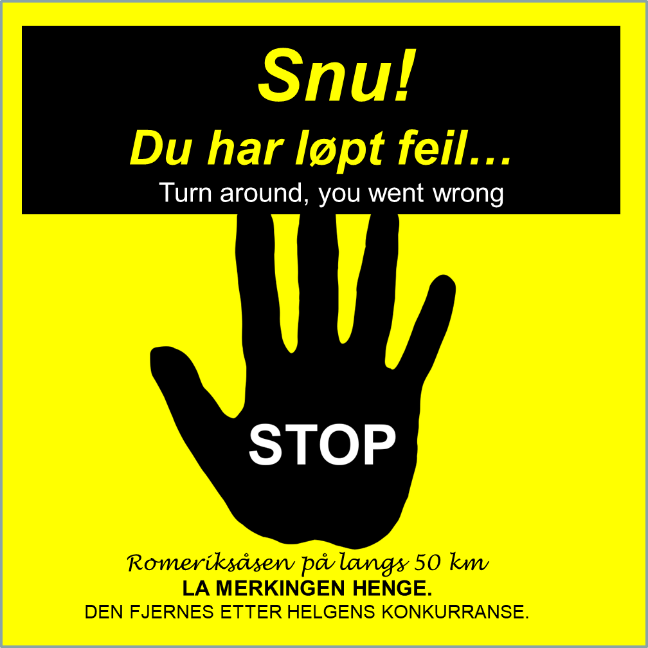 Snu!
Du har løpt feil...
Turn around, you went wrong
STOP
Romeriksåsen på langs 50 km
LA MERKINGEN HENGE.
DEN FJERNES ETTER HELGENS KONKURRANSE.